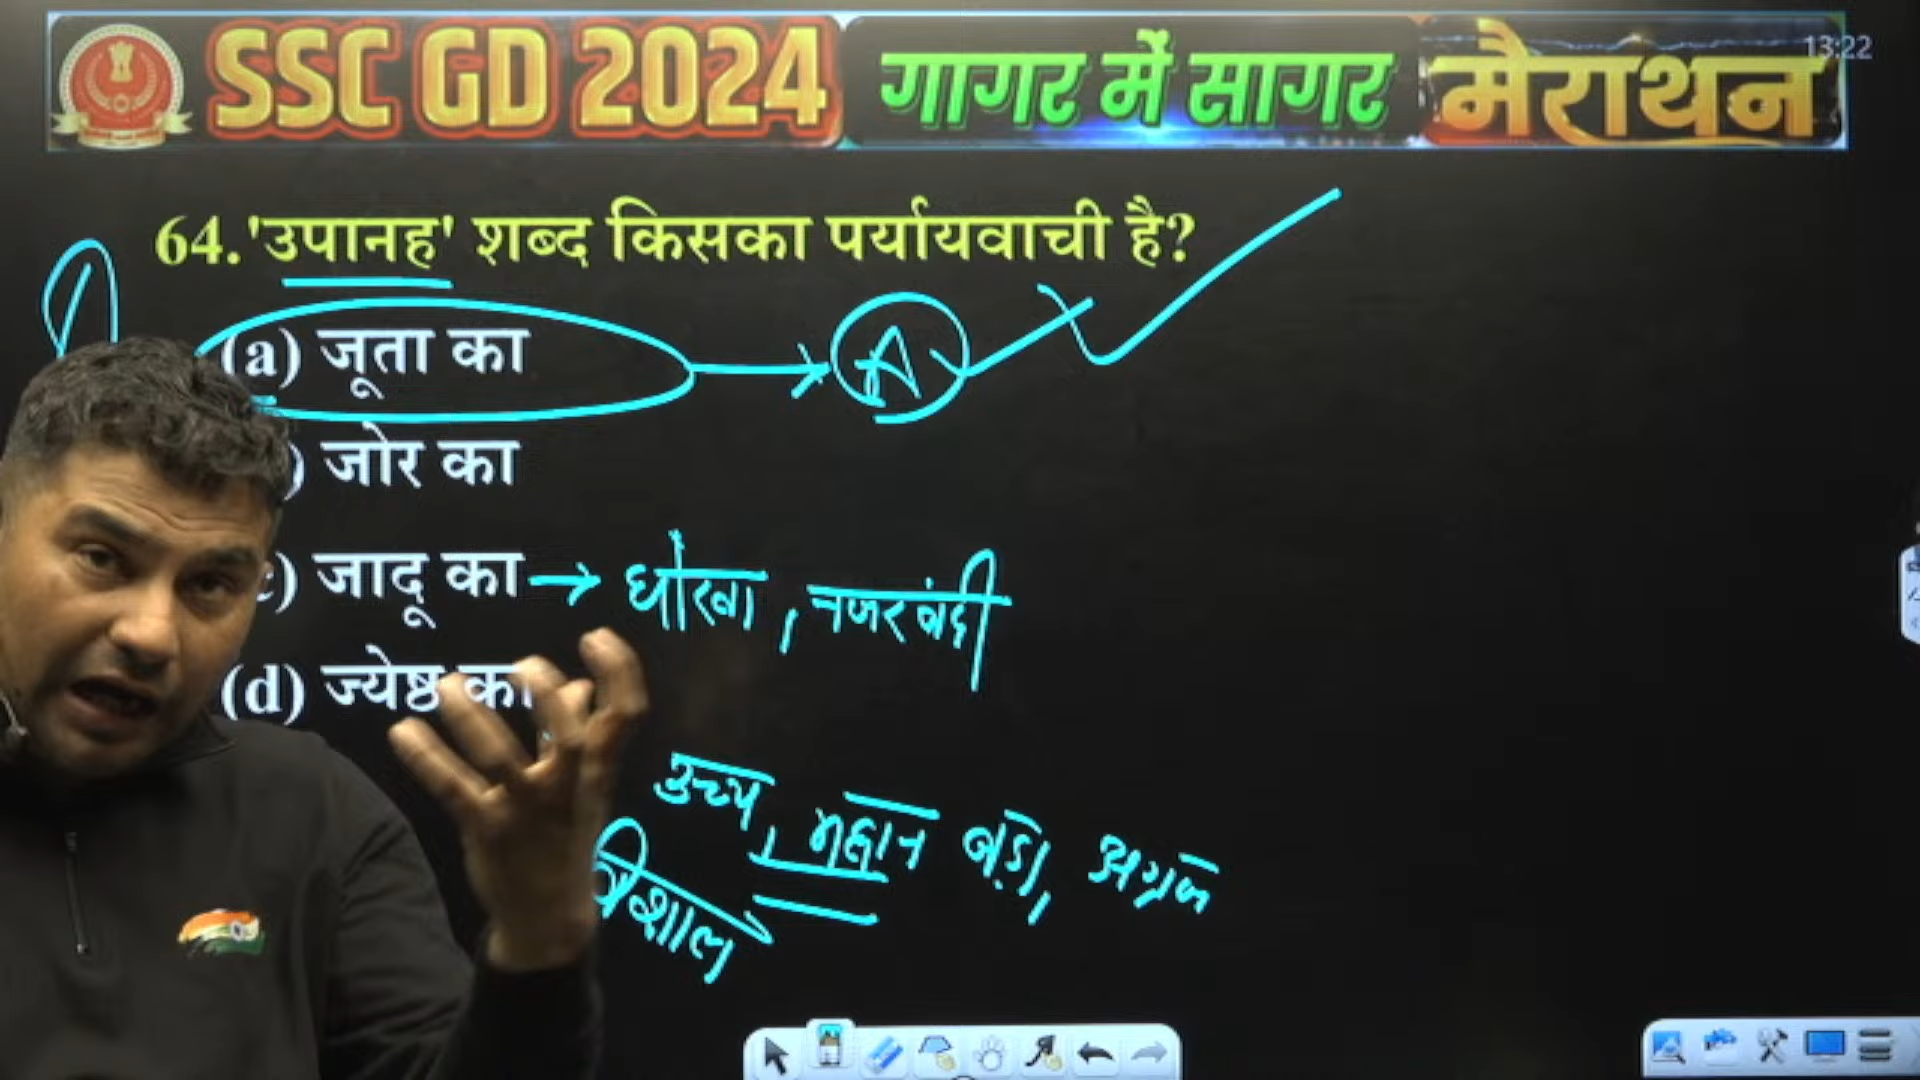 SSC GD 2024 गागर में सागर मैराथन 13:22
64. 'उपानह' शब्द किसका पर्यायवाची है?
(a) जूता का → A
) जोर का
c) जादू का → धोखा, नजरबंदी
(d) ज्येष्ठ का
उच्च, महान बड़ा, अग्रज
विशाल